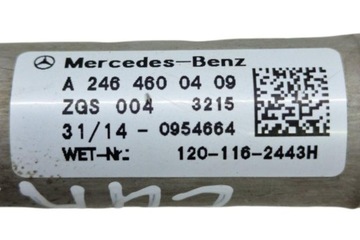 Mercedes-Benz
A 246 460 04 09
ZGS 004 3215
31/14 - 0954664
WET-Nr.: 120-116-2443H